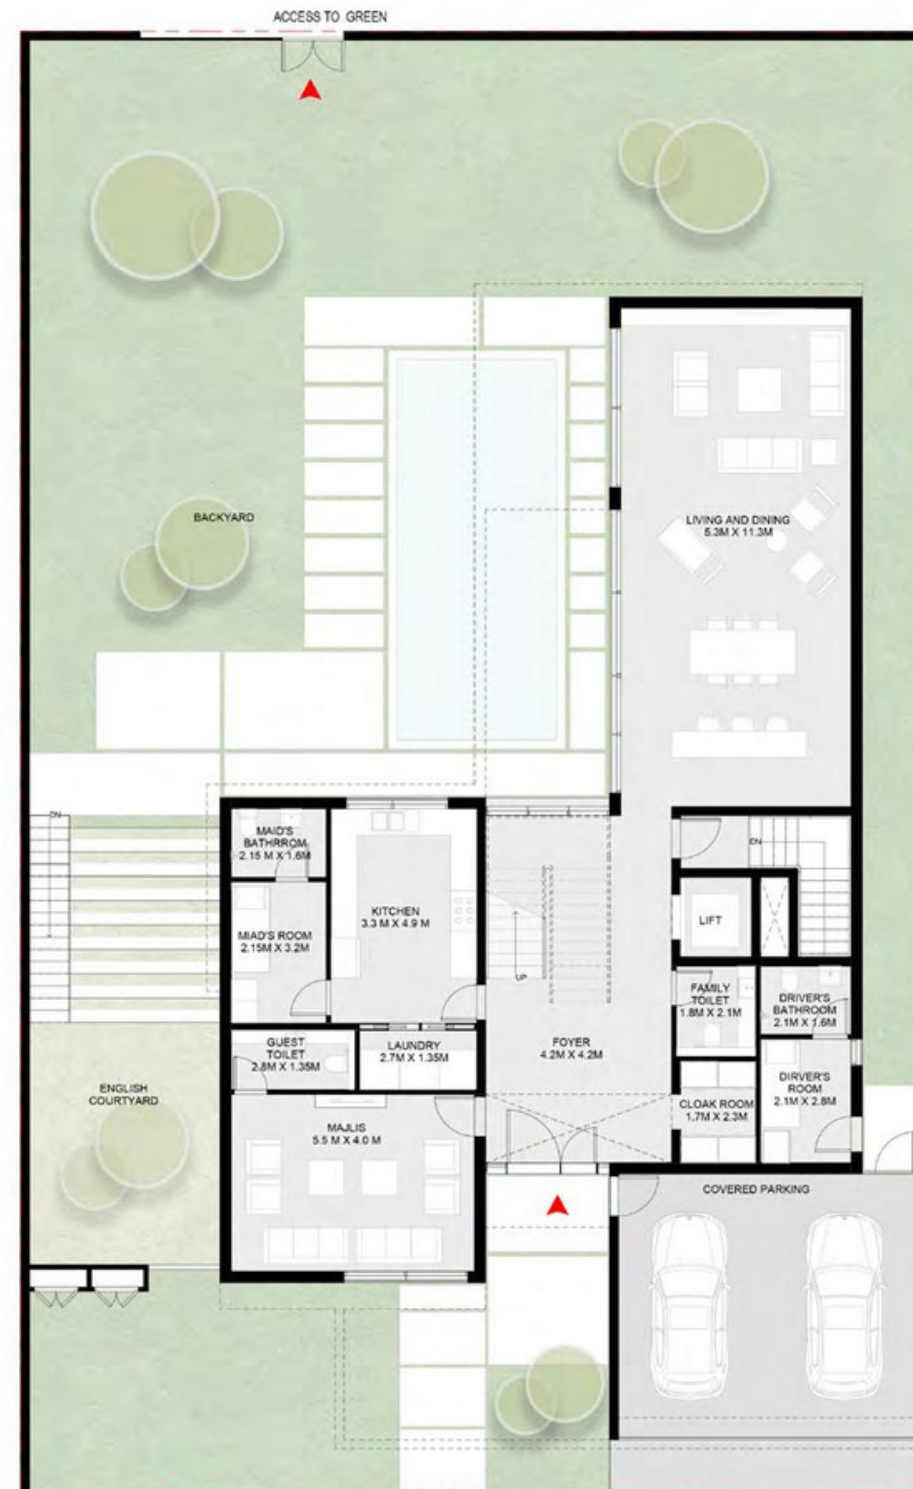 ACCESS TO GREEN
BACKYARD
LIVING AND DINING
5.3M X 11.3M
DN
MAID'S
BATHRROM
2.15 M X 1.6M
KITCHEN
3.3 M X 4.9 M
MIAD'S ROOM
2.15M X 3.2M
UP
DN
LIFT
FAMILY
TOILET
1.8M X 2.1M
DRIVER'S
BATHROOM
2.1M X 1.6M
GUEST
TOILET
2.8M X 1.35M
LAUNDRY
2.7M X 1.35M
FOYER
4.2M X 4.2M
DIRVER'S
ROOM
2.1M X 2.8M
ENGLISH
COURTYARD
CLOAK ROOM
1.7M X 2.3M
MAJLIS
5.5 M X 4.0 M
COVERED PARKING